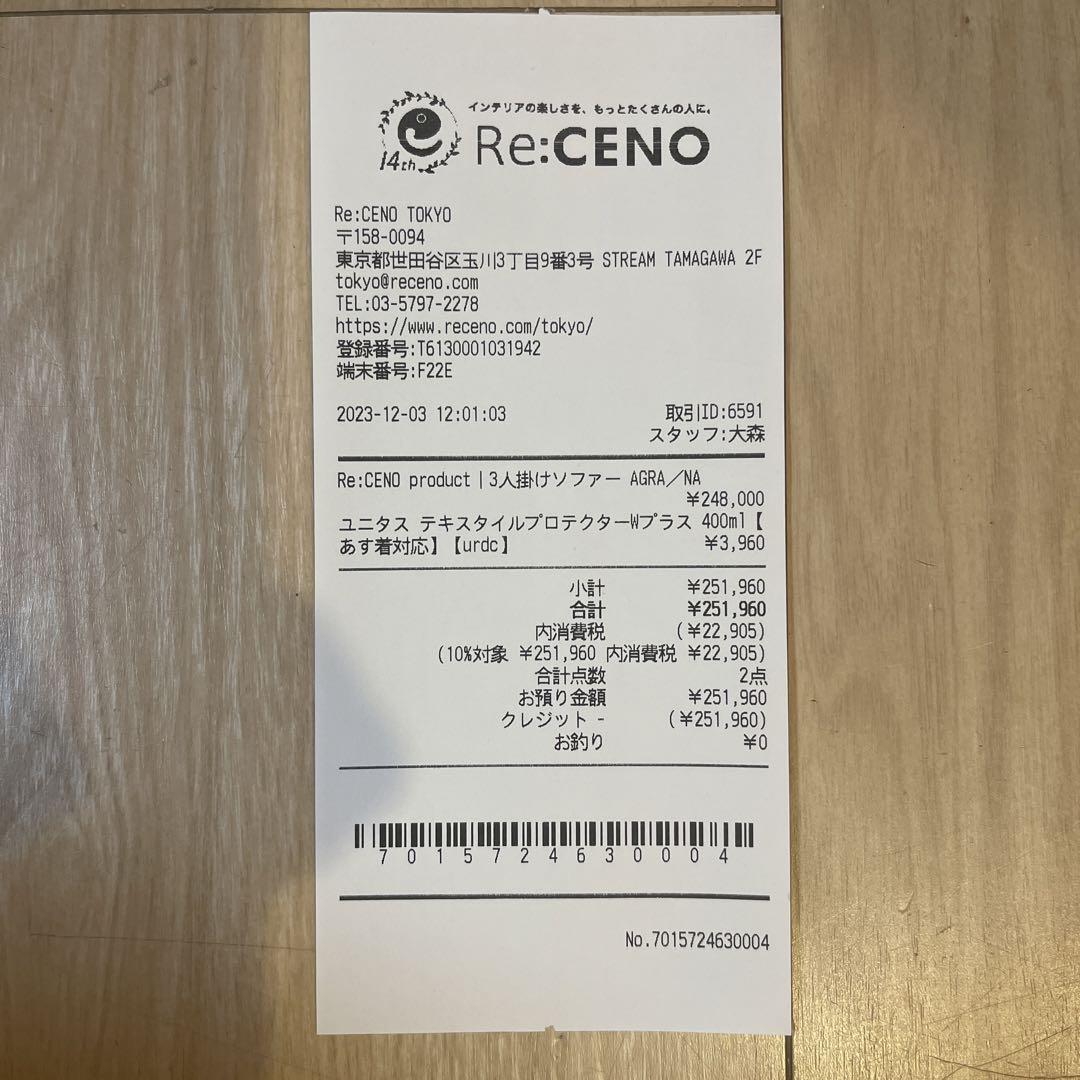 インテリアの楽しさを、もっとたくさんの人に。
14th
Re:CENO
Re:CENO TOKYO
〒158-0094
東京都世田谷区玉川3丁目9番3号 STREAM TAMAGAWA 2F
tokyo@receno.com
TEL:03-5797-2278
https://www.receno.com/tokyo/
登録番号:T6130001031942
端末番号:F22E
2023-12-03 12:01:03 取引ID:6591
スタッフ:大森
Re:CENO product｜3人掛けソファー AGRA／NA
¥248,000
ユニタス テキスタイルプロテクターWプラス 400ml【
あす着対応】【urdc】 ¥3,960
小計 ¥251,960
合計 ¥251,960
内消費税 (¥22,905)
(10%対象 ¥251,960 内消費税 ¥22,905)
合計点数 2点
お預り金額 ¥251,960
クレジット - (¥251,960)
お釣り ¥0
7015724630004
No.7015724630004